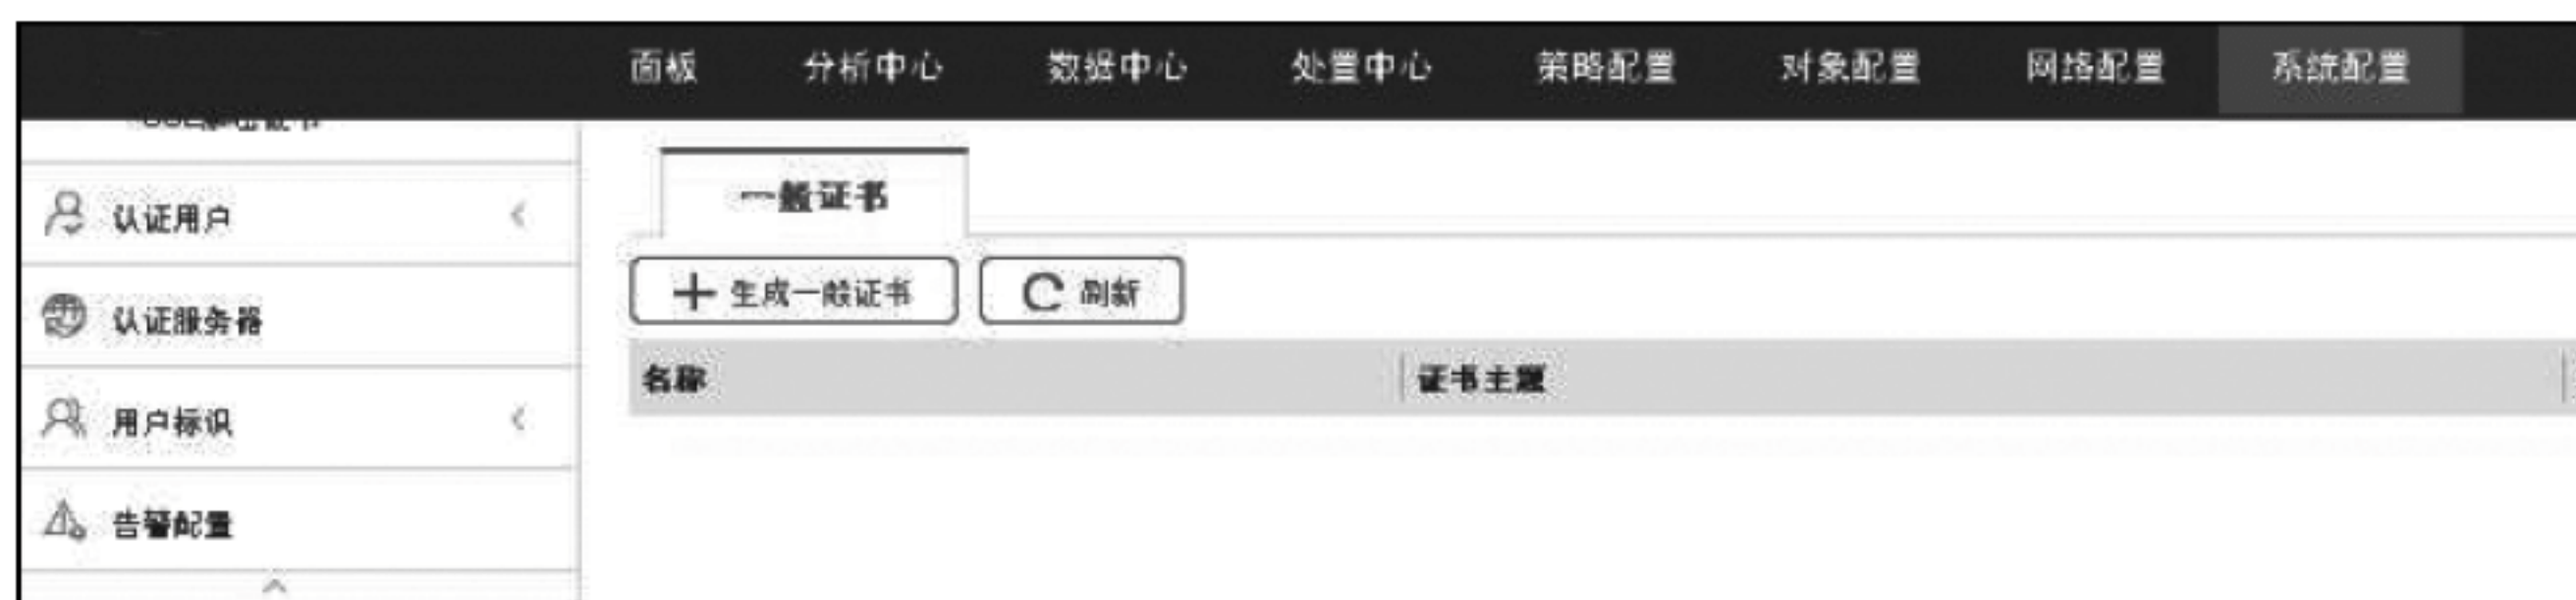 面板 分析中心 数据中心 处置中心 策略配置 对象配置 网络配置 系统配置
一般证书
认证用户
生成一般证书 刷新
认证服务器
名称 证书主题
用户标识
告警配置